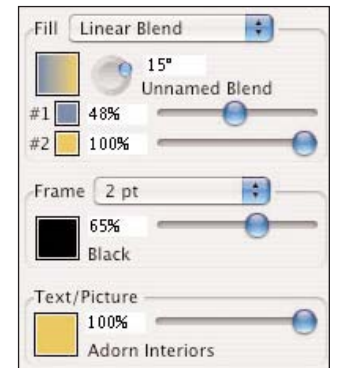 Fill Linear Blend
15°
Unnamed Blend
#1 48%
#2 100%
Frame 2 pt
65%
Black
Text/Picture
100%
Adorn Interiors